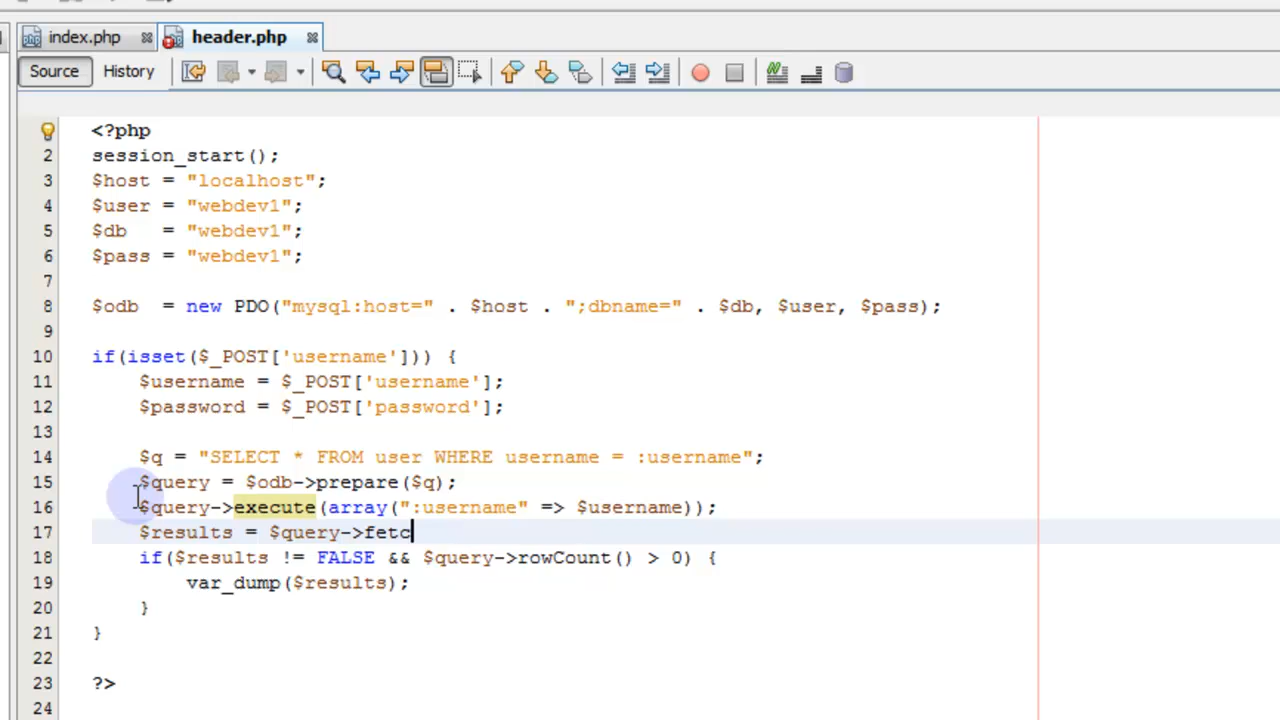 index.php
header.php
Source
History
<?php
2 session_start();
3 $host = "localhost";
4 $user = "webdev1";
5 $db   = "webdev1";
6 $pass = "webdev1";
7
8 $odb  = new PDO("mysql:host=" . $host . ";dbname=" . $db, $user, $pass);
9
10 if(isset($_POST['username'])) {
11     $username = $_POST['username'];
12     $password = $_POST['password'];
13
14     $q = "SELECT * FROM user WHERE username = :username";
15     $query = $odb->prepare($q);
16     $query->execute(array(":username" => $username));
17     $results = $query->fetc
18     if($results != FALSE && $query->rowCount() > 0) {
19         var_dump($results);
20     }
21 }
22
23 ?>
24